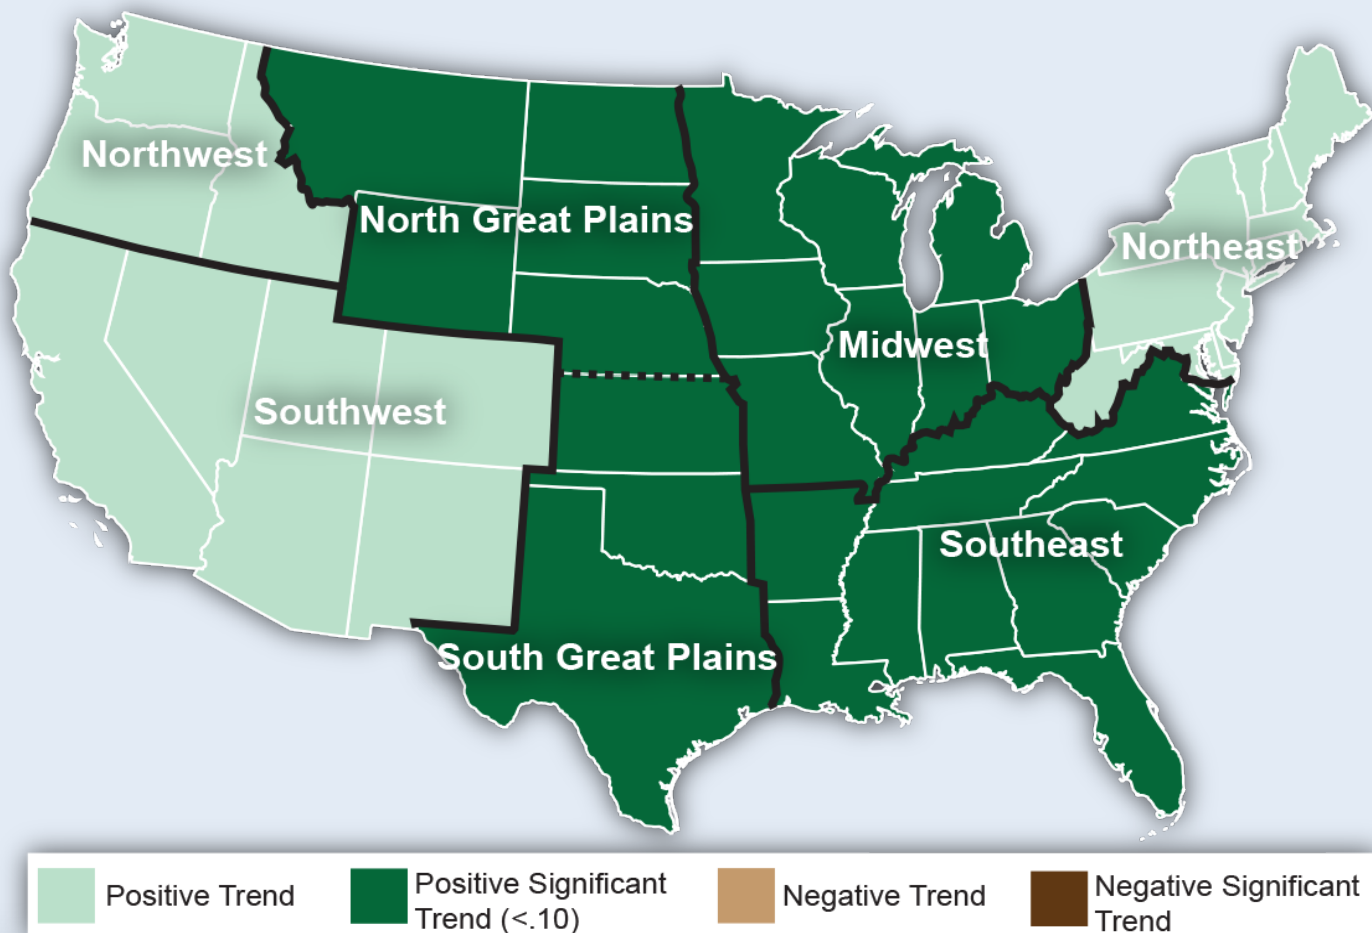 Northwest
North Great Plains
Northeast
Midwest
Southwest
Southeast
South Great Plains
Positive Trend
Positive Significant
Trend (<.10)
Negative Trend
Negative Significant
Trend